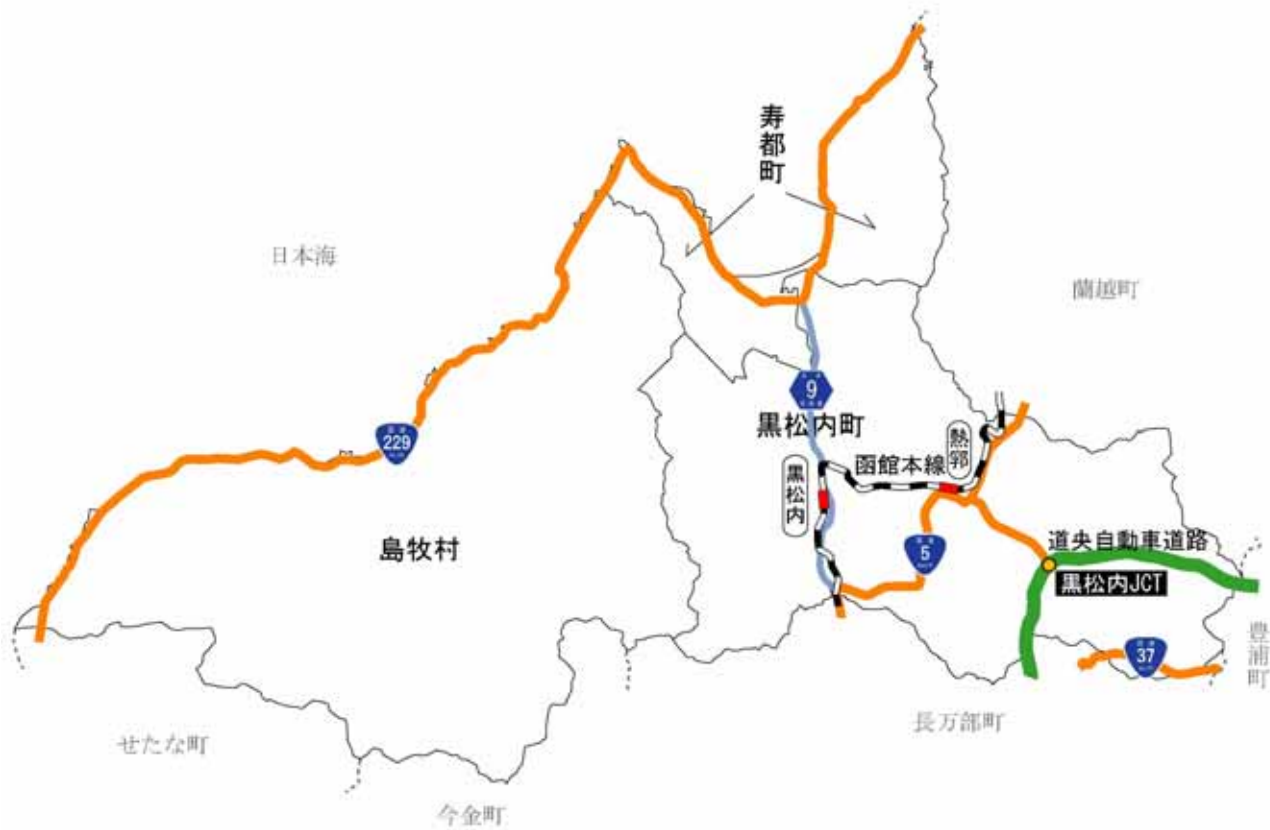 寿都町
日本海
蘭越町
9
黒松内町
229
熱郛
函館本線
黒松内
島牧村
5
道央自動車道路
黒松内JCT
豊浦町
37
長万部町
せたな町
今金町